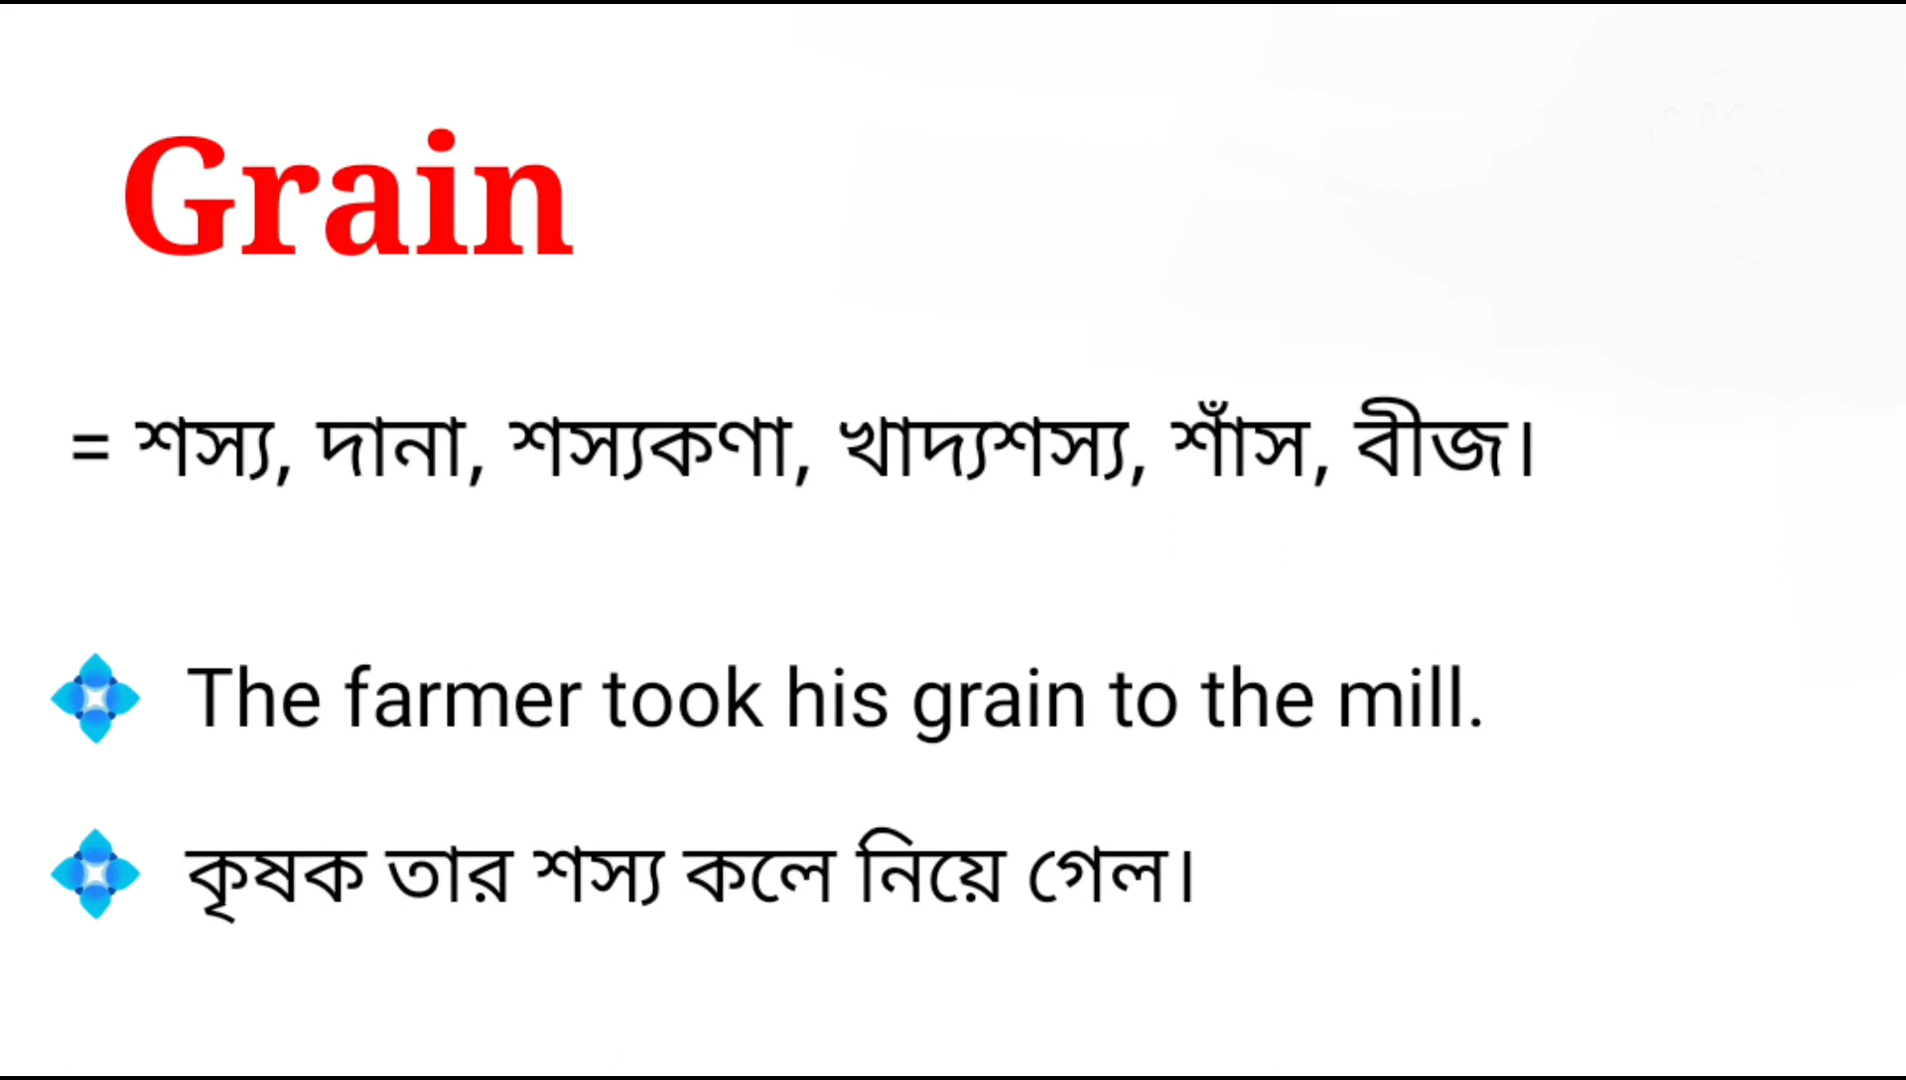 Grain
= শস্য, দানা, শস্যকণা, খাদ্যশস্য, শাঁস, বীজ।
The farmer took his grain to the mill.
কৃষক তার শস্য কলে নিয়ে গেল।